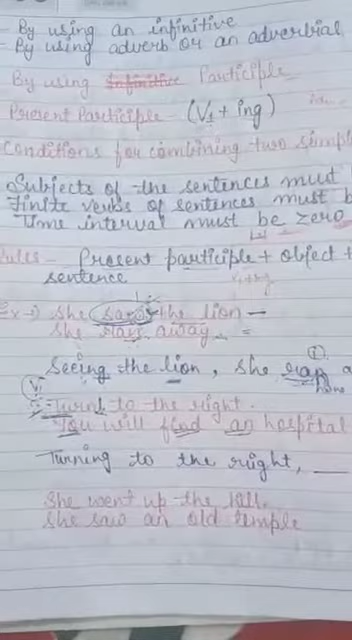 - By using an infinitive
- By using adverb or an adverbial
By using Participle
Present Participle - (V1 + ing)
Conditions for combining two simpl
Subjects of the sentences must
Finite verbs of sentences must b
Time interval must be zero
Rules - Present participle + object +
sentence
Ex → She saw the lion -
She ran away
Seeing the lion, she ran a
Turn to the right.
You will find an hospital
Turning to the right, ___
She went up the hill.
She saw an old temple